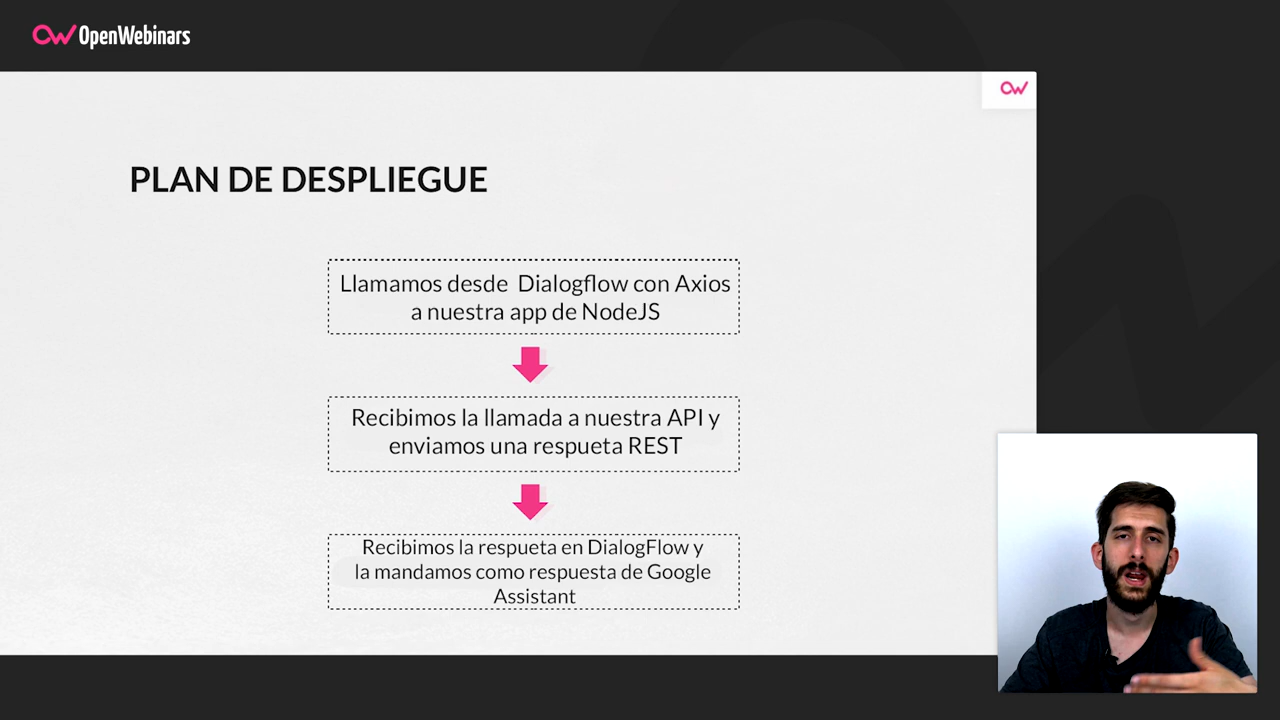 OpenWebinars
PLAN DE DESPLIEGUE
Llamamos desde Dialogflow con Axios
a nuestra app de NodeJS
Recibimos la llamada a nuestra API y
enviamos una respueta REST
Recibimos la respueta en DialogFlow y
la mandamos como respuesta de Google
Assistant